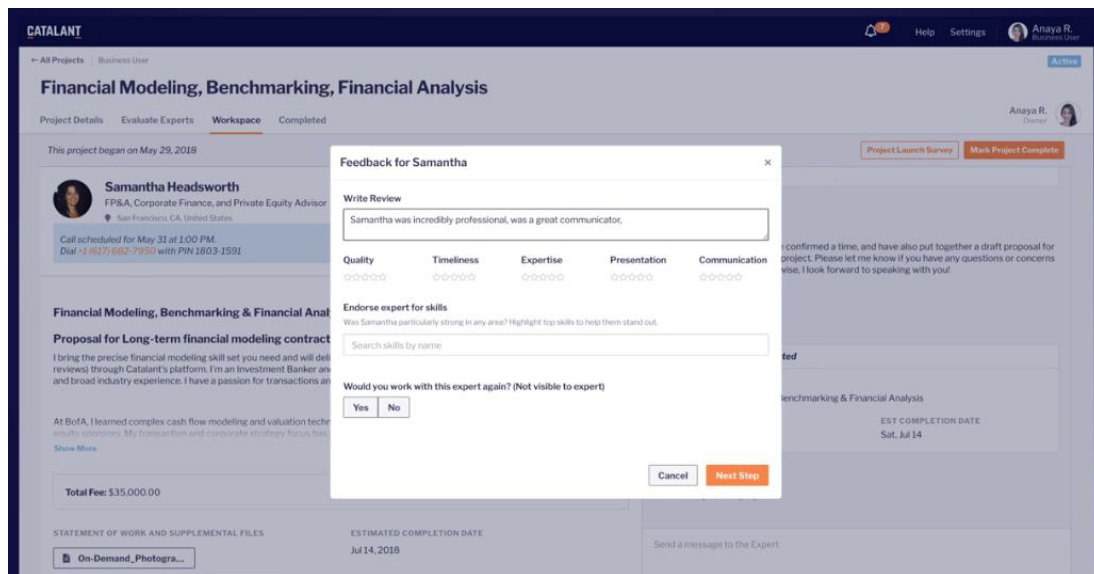 CATALANT
7
Help
Settings
Anaya R.
Business User
← All Projects | Business User
Active
Financial Modeling, Benchmarking, Financial Analysis
Project Details
Evaluate Experts
Workspace
Completed
Anaya R.
Owner
This project began on May 29, 2018
Project Launch Survey
Mark Project Complete
Samantha Headsworth
FP&A, Corporate Finance, and Private Equity Advisor
San Francisco, CA, United States
Call scheduled for May 31 at 1:00 PM.
Dial +1 (617) 682-7950 with PIN 1803-1591
Financial Modeling, Benchmarking & Financial Anal
Proposal for Long-term financial modeling contract
I bring the precise financial modeling skill set you need and will deli
reviews) through Catalant's platform. I'm an Investment Banker an
and broad industry experience. I have a passion for transactions an
At BofA, I learned complex cash flow modeling and valuation techn
equity sponsors. My transaction and corporate strategy focus has
Show More
Total Fee: $35,000.00
STATEMENT OF WORK AND SUPPLEMENTAL FILES
On-Demand_Photogra...
ESTIMATED COMPLETION DATE
Jul 14, 2018
Feedback for Samantha
×
Write Review
Samantha was incredibly professional, was a great communicator,
Quality
Timeliness
Expertise
Presentation
Communication
Endorse expert for skills
Was Samantha particularly strong in any area? Highlight top skills to help them stand out.
Search skills by name
Would you work with this expert again? (Not visible to expert)
Yes
No
Cancel
Next Step
confirmed a time, and have also put together a draft proposal for
project. Please let me know if you have any questions or concerns
wise, I look forward to speaking with you!
ted
enchmarking & Financial Analysis
EST COMPLETION DATE
Sat, Jul 14
Send a message to the Expert